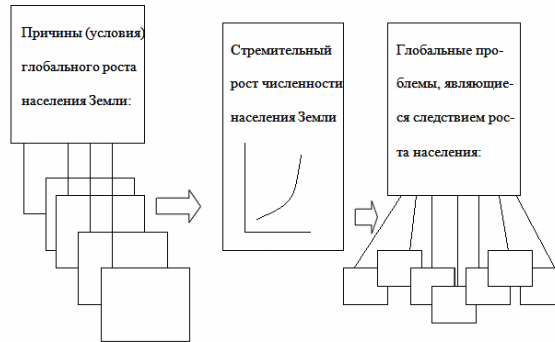 Причины (условия)
глобального роста
населения Земли:
Стремительный
рост численности
населения Земли
Глобальные про-
блемы, являющие-
ся следствием рос-
та населения: